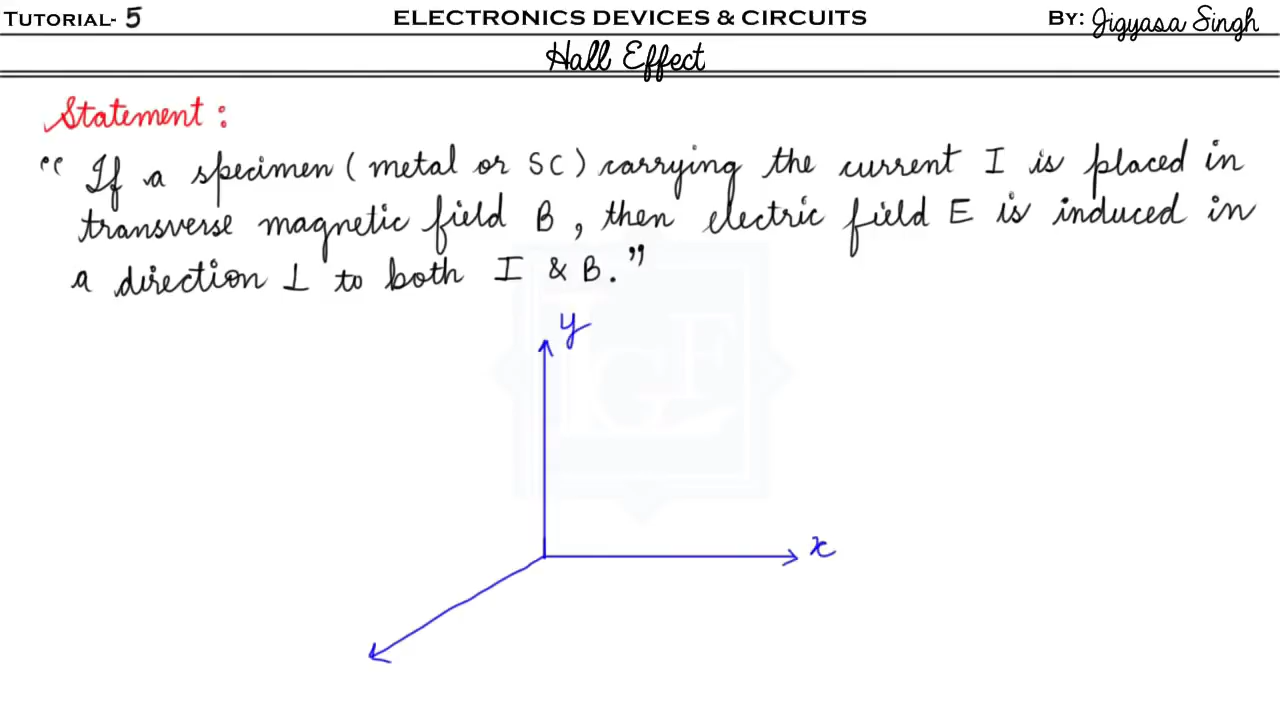 TUTORIAL- 5 ELECTRONICS DEVICES & CIRCUITS BY: Jigyasa Singh
Hall Effect
Statement :
“ If a specimen ( metal or SC ) carrying the current I is placed in
transverse magnetic field B , then electric field E is induced in
a direction ⊥ to both I & B. ”
y
x